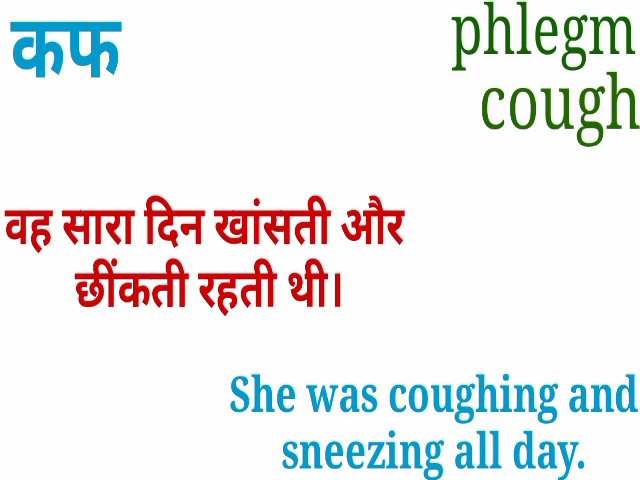 कफ
phlegm
cough
वह सारा दिन खांसती और
छींकती रहती थी।
She was coughing and
sneezing all day.